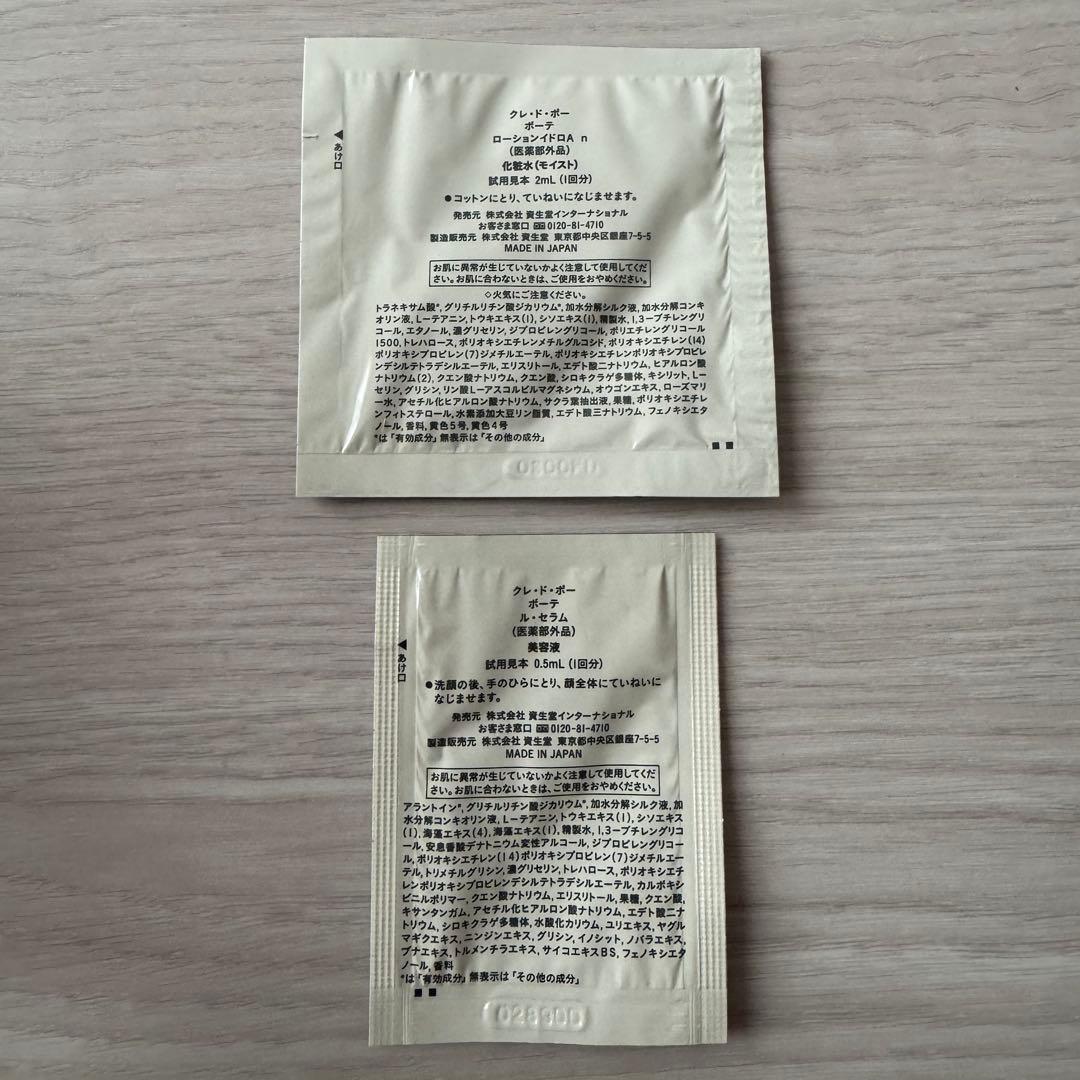 クレ・ド・ポー
ボーテ
ローションイドロA n
(医薬部外品)
化粧水(モイスト)
試用見本 2mL (1回分)
●コットンにとり、ていねいになじませます。
発売元 株式会社 資生堂インターナショナル
お客さま窓口 0120-81-4710
製造販売元 株式会社 資生堂 東京都中央区銀座7-5-5
MADE IN JAPAN
◀あけ口
お肌に異常が生じていないかよく注意して使用してくだ
さい。お肌に合わないときは、ご使用をおやめください。
◇火気にご注意ください。
トラネキサム酸*, グリチルリチン酸ジカリウム*, 加水分解シルク液, 加水分解コンキ
オリン液, L-テアニン, トウキエキス(1), シソエキス(1), 精製水, 1,3-ブチレングリ
コール, エタノール, 濃グリセリン, ジプロピレングリコール, ポリエチレングリコール
1500, トレハロース, ポリオキシエチレンメチルグルコシド, ポリオキシエチレン(14)
ポリオキシプロピレン(7)ジメチルエーテル, ポリオキシエチレンポリオキシプロピレ
ンデシルテトラデシルエーテル, エリスリトール, エデト酸二ナトリウム, ヒアルロン酸
ナトリウム(2), クエン酸ナトリウム, クエン酸, シロキクラゲ多糖体, キシリット, L-
セリン, グリシン, リン酸L-アスコルビルマグネシウム, オウゴンエキス, ローズマリ
ー水, アセチル化ヒアルロン酸ナトリウム, サクラ葉抽出液, 果糖, ポリオキシエチレ
ンフィトステロール, 水素添加大豆リン脂質, エデト酸三ナトリウム, フェノキシエタ
ノール, 香料, 黄色5号, 黄色4号
*は「有効成分」無表示は「その他の成分」
クレ・ド・ポー
ボーテ
ル・セラム
(医薬部外品)
美容液
試用見本 0.5mL (1回分)
◀あけ口
●洗顔の後、手のひらにとり、顔全体にていねいに
なじませます。
発売元 株式会社 資生堂インターナショナル
お客さま窓口 0120-81-4710
製造販売元 株式会社 資生堂 東京都中央区銀座7-5-5
MADE IN JAPAN
お肌に異常が生じていないかよく注意して使用してくだ
さい。お肌に合わないときは、ご使用をおやめください。
アラントイン*, グリチルリチン酸ジカリウム*, 加水分解シルク液, 加
水分解コンキオリン液, L-テアニン, トウキエキス(1), シソエキス
(1), 海藻エキス(4), 海藻エキス(1), 精製水, 1,3-ブチレングリコ
ール, 安息香酸デナトニウム変性アルコール, ジプロピレングリコー
ル, ポリオキシエチレン(14)ポリオキシプロピレン(7)ジメチルエー
テル, トリメチルグリシン, 濃グリセリン, トレハロース, ポリオキシエチ
レンポリオキシプロピレンデシルテトラデシルエーテル, カルボキシ
ビニルポリマー, クエン酸ナトリウム, エリスリトール, 果糖, クエン酸,
キサンタンガム, アセチル化ヒアルロン酸ナトリウム, エデト酸二ナ
トリウム, シロキクラゲ多糖体, 水酸化カリウム, ユリエキス, ヤグル
マギクエキス, ニンジンエキス, グリシン, イノシット, ノバラエキス,
ブナエキス, トルメンチラエキス, サイコエキスBS, フェノキシエタ
ノール, 香料
*は「有効成分」無表示は「その他の成分」